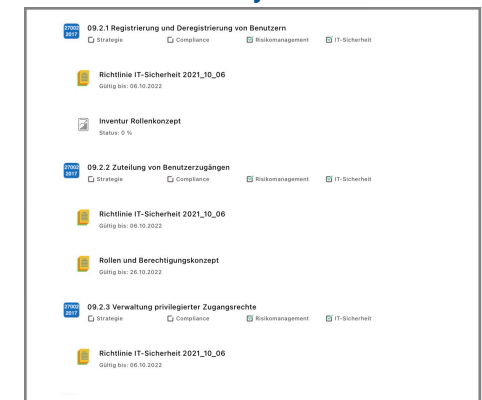 27002
2017
09.2.1 Registrierung und Deregistrierung von Benutzern
Strategie Compliance Risikomanagement IT-Sicherheit
Richtlinie IT-Sicherheit 2021_10_06
Gültig bis: 06.10.2022
Inventur Rollenkonzept
Status: 0 %
27002
2017
09.2.2 Zuteilung von Benutzerzugängen
Strategie Compliance Risikomanagement IT-Sicherheit
Richtlinie IT-Sicherheit 2021_10_06
Gültig bis: 06.10.2022
Rollen und Berechtigungskonzept
Gültig bis: 26.10.2022
27002
2017
09.2.3 Verwaltung privilegierter Zugangsrechte
Strategie Compliance Risikomanagement IT-Sicherheit
Richtlinie IT-Sicherheit 2021_10_06
Gültig bis: 06.10.2022